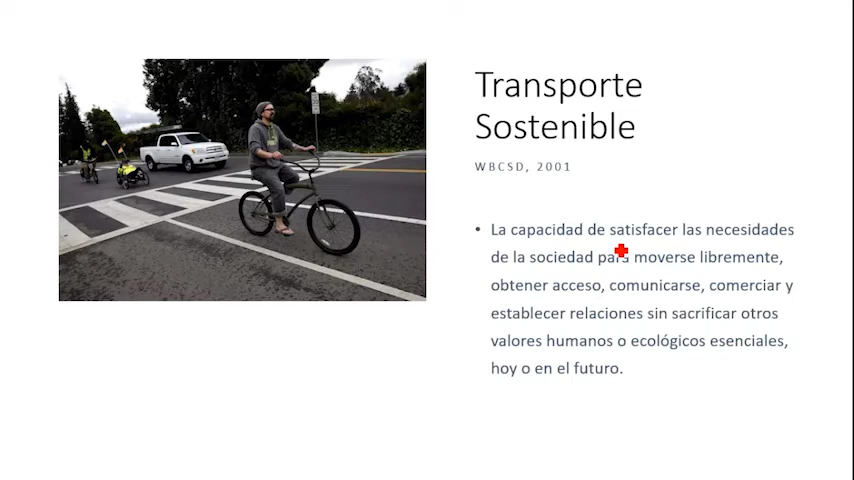 Transporte
Sostenible
WBCSD, 2001
• La capacidad de satisfacer las necesidades
de la sociedad para moverse libremente,
obtener acceso, comunicarse, comerciar y
establecer relaciones sin sacrificar otros
valores humanos o ecológicos esenciales,
hoy o en el futuro.